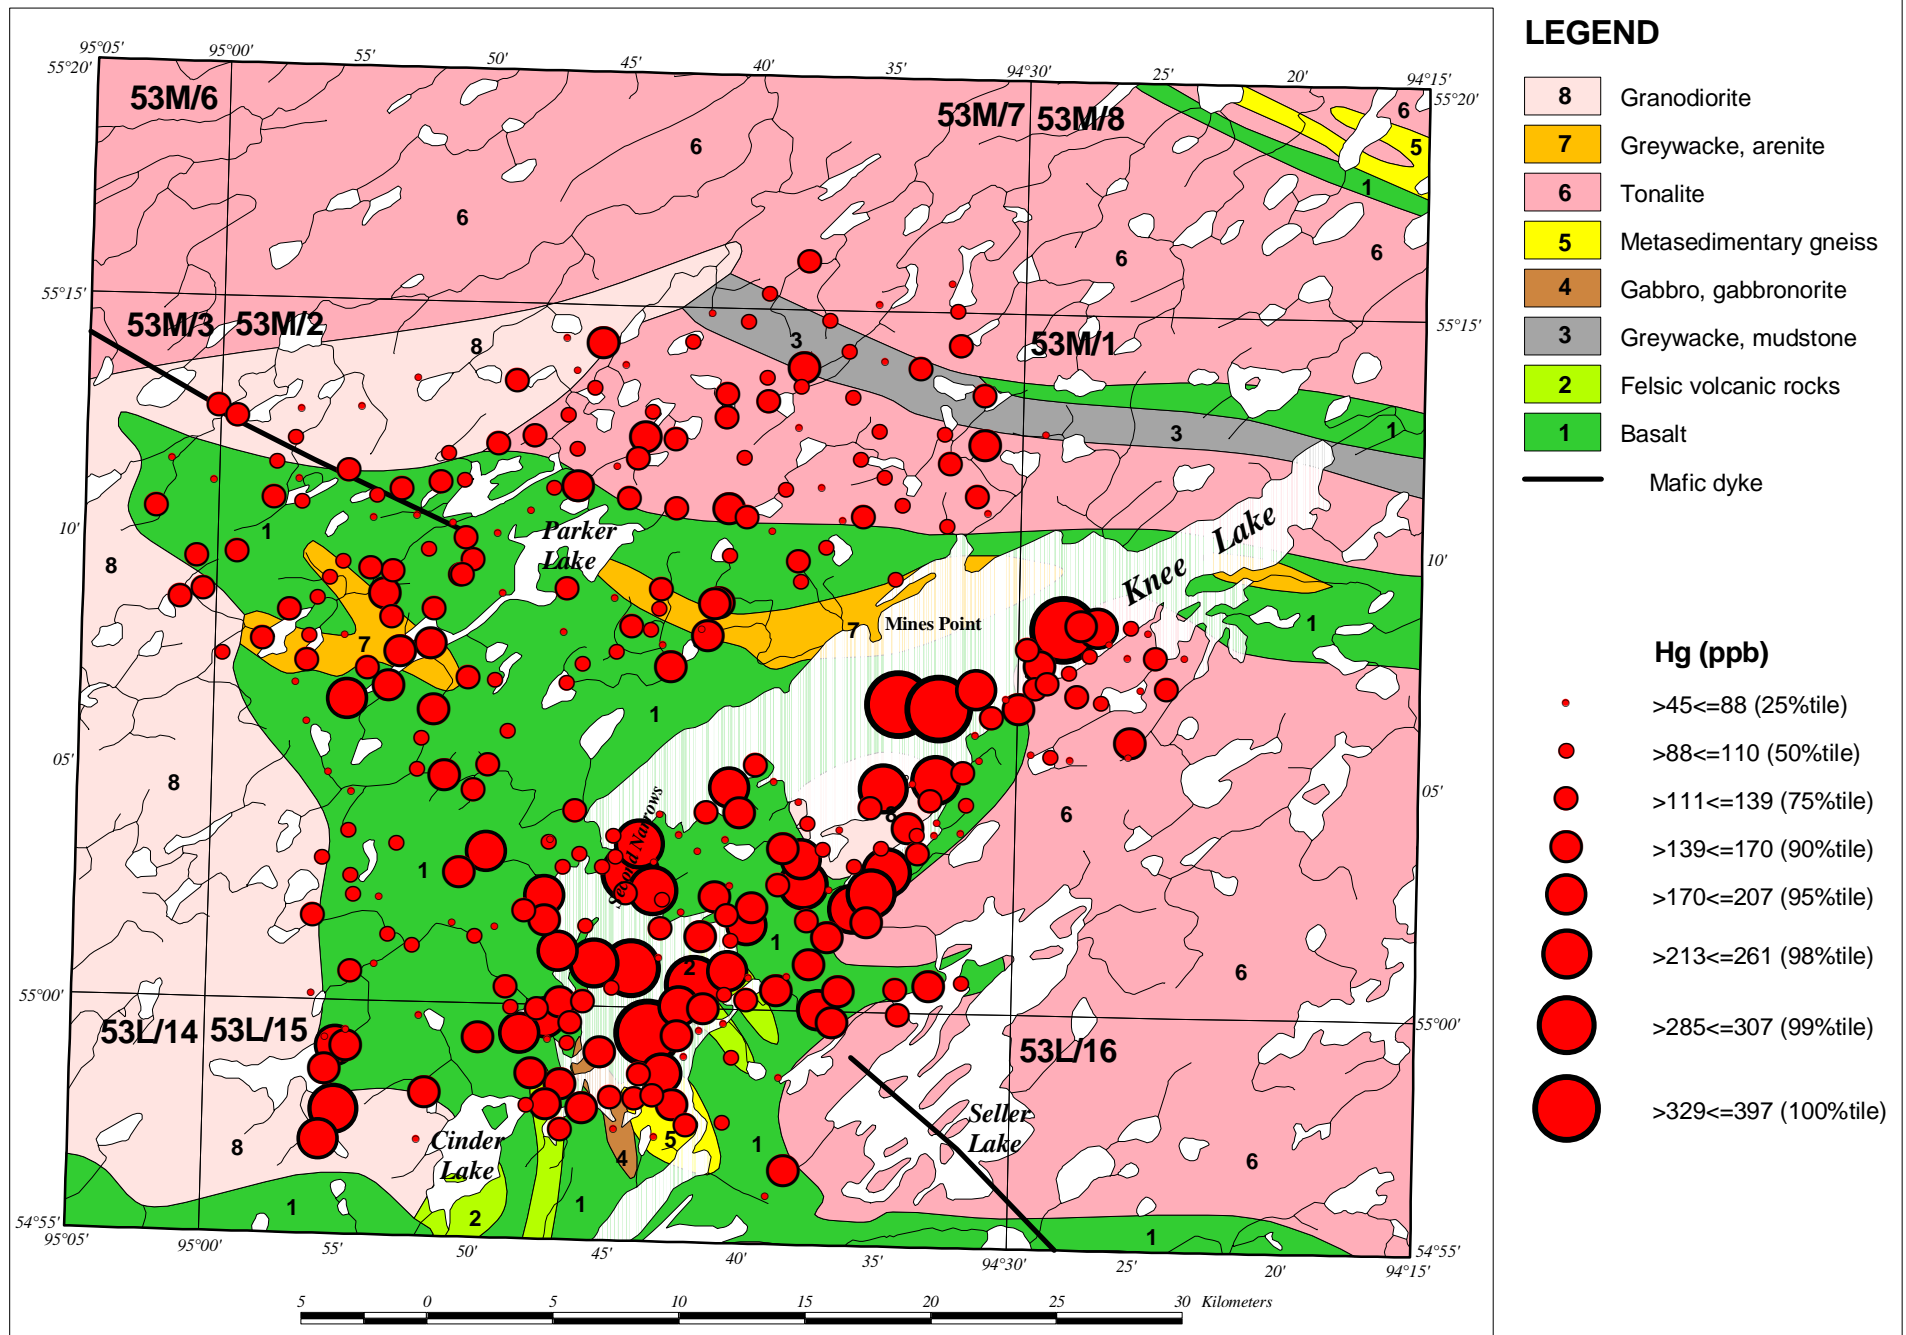 LEGEND
8 Granodiorite
7 Greywacke, arenite
6 Tonalite
5 Metasedimentary gneiss
4 Gabbro, gabbronorite
3 Greywacke, mudstone
2 Felsic volcanic rocks
1 Basalt
Mafic dyke
Hg (ppb)
>45<=88 (25%tile)
>88<=110 (50%tile)
>111<=139 (75%tile)
>139<=170 (90%tile)
>170<=207 (95%tile)
>213<=261 (98%tile)
>285<=307 (99%tile)
>329<=397 (100%tile)
95°05' 95°00' 55' 50' 45' 40' 35' 94°30' 25' 20' 94°15'
55°20' 55°20'
53M/6 53M/7 53M/8
6 6 5
6 1
6 6 6
55°15' 55°15'
53M/3 53M/2 53M/1
8 3
3 1
10' 10'
1 8
Parker
Lake
Knee Lake
7 7 Mines Point 1
1
05' 05'
8 8 6
Second Narrows
1 1
2 6
55°00' 55°00'
53L/14 53L/15 53L/16
Seller
Lake
Cinder
Lake
8 4 5 1 6
1 2 1 1
54°55' 54°55'
95°05' 95°00' 55' 50' 45' 40' 35' 94°30' 25' 20' 94°15'
5 0 5 10 15 20 25 30 Kilometers